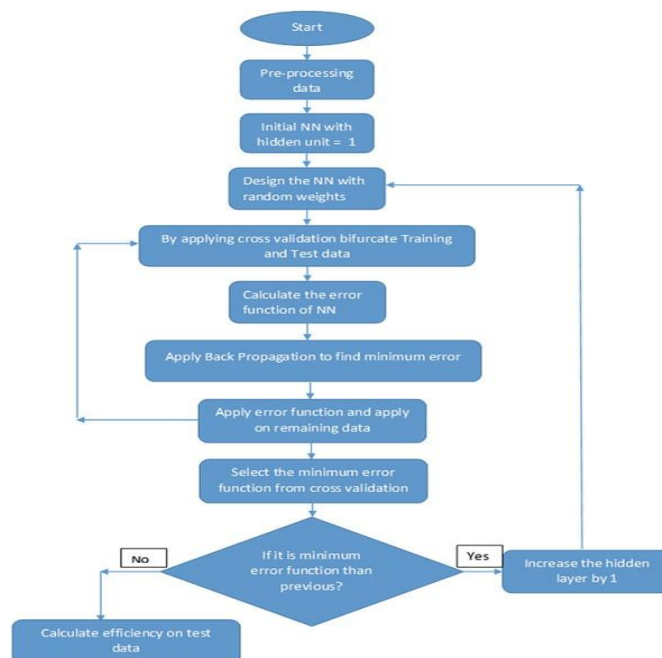 Start
Pre-processing
data
Initial NN with
hidden unit = 1
Design the NN with
random weights
By applying cross validation bifurcate Training
and Test data
Calculate the error
function of NN
Apply Back Propagation to find minimum error
Apply error function and apply
on remaining data
Select the minimum error
function from cross validation
If it is minimum
error function than
previous?
No
Yes
Increase the hidden
layer by 1
Calculate efficiency on test
data